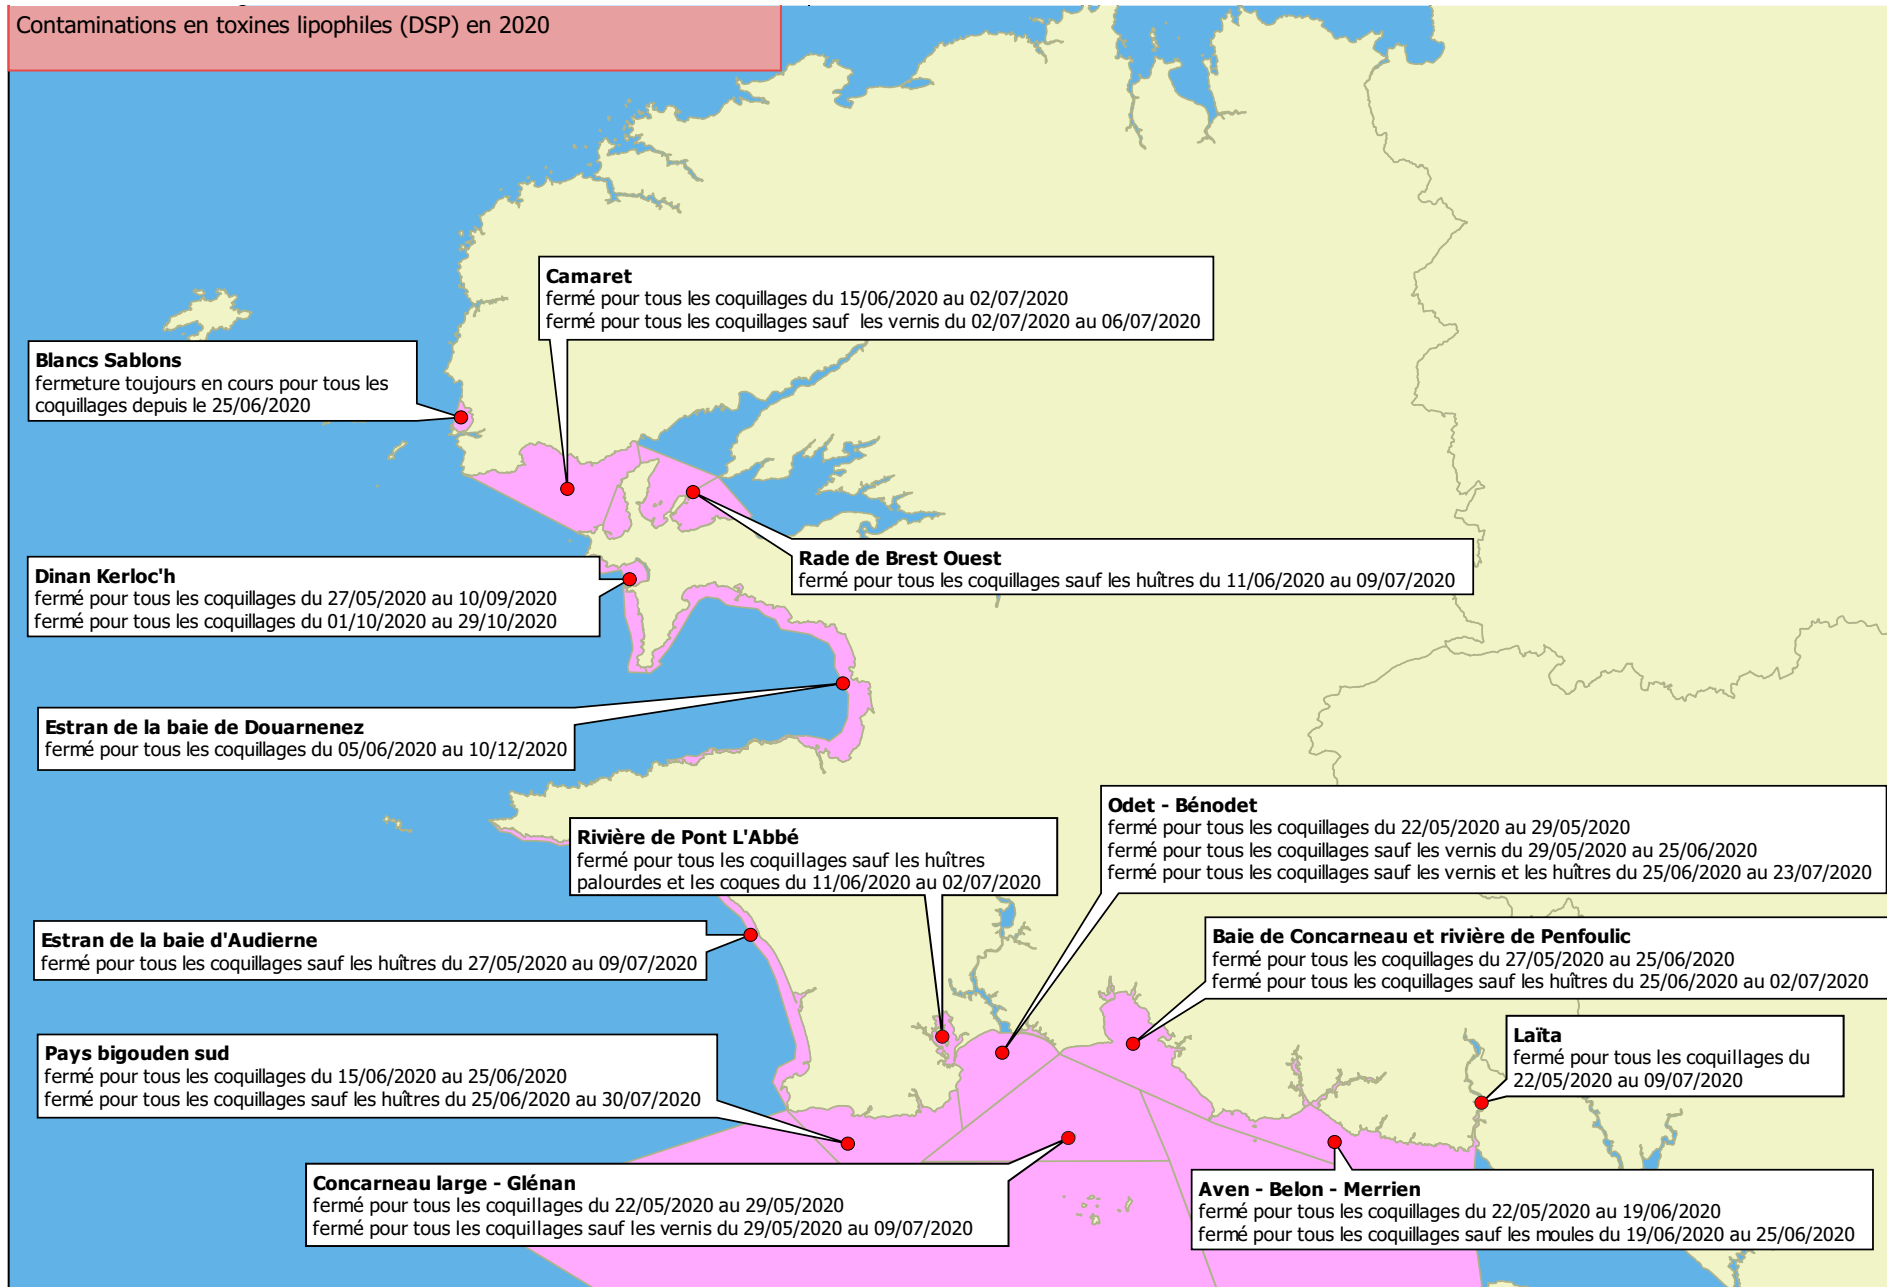 Contaminations en toxines lipophiles (DSP) en 2020
Camaret
fermé pour tous les coquillages du 15/06/2020 au 02/07/2020
fermé pour tous les coquillages sauf les vernis du 02/07/2020 au 06/07/2020
Blancs Sablons
fermeture toujours en cours pour tous les
coquillages depuis le 25/06/2020
Rade de Brest Ouest
fermé pour tous les coquillages sauf les huîtres du 11/06/2020 au 09/07/2020
Dinan Kerloc'h
fermé pour tous les coquillages du 27/05/2020 au 10/09/2020
fermé pour tous les coquillages du 01/10/2020 au 29/10/2020
Estran de la baie de Douarnenez
fermé pour tous les coquillages du 05/06/2020 au 10/12/2020
Odet - Bénodet
fermé pour tous les coquillages du 22/05/2020 au 29/05/2020
fermé pour tous les coquillages sauf les vernis du 29/05/2020 au 25/06/2020
fermé pour tous les coquillages sauf les vernis et les huîtres du 25/06/2020 au 23/07/2020
Rivière de Pont L'Abbé
fermé pour tous les coquillages sauf les huîtres
palourdes et les coques du 11/06/2020 au 02/07/2020
Estran de la baie d'Audierne
fermé pour tous les coquillages sauf les huîtres du 27/05/2020 au 09/07/2020
Baie de Concarneau et rivière de Penfoulic
fermé pour tous les coquillages du 27/05/2020 au 25/06/2020
fermé pour tous les coquillages sauf les huîtres du 25/06/2020 au 02/07/2020
Laïta
fermé pour tous les coquillages du
22/05/2020 au 09/07/2020
Pays bigouden sud
fermé pour tous les coquillages du 15/06/2020 au 25/06/2020
fermé pour tous les coquillages sauf les huîtres du 25/06/2020 au 30/07/2020
Concarneau large - Glénan
fermé pour tous les coquillages du 22/05/2020 au 29/05/2020
fermé pour tous les coquillages sauf les vernis du 29/05/2020 au 09/07/2020
Aven - Belon - Merrien
fermé pour tous les coquillages du 22/05/2020 au 19/06/2020
fermé pour tous les coquillages sauf les moules du 19/06/2020 au 25/06/2020